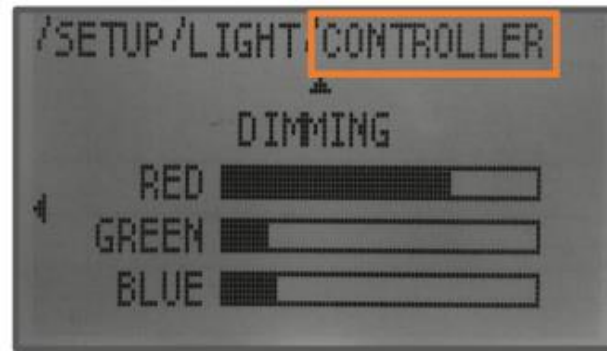 /SETUP/LIGHT/CONTROLLER
DIMMING
RED
GREEN
BLUE